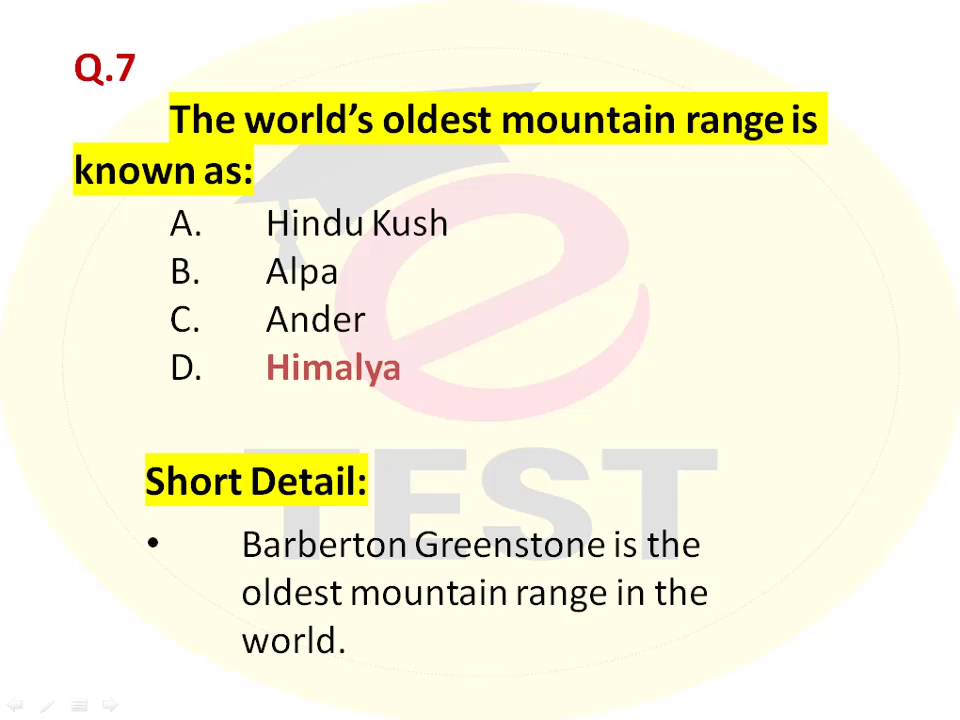 Q.7
The world’s oldest mountain range is
known as:
A. Hindu Kush
B. Alpa
C. Ander
D. Himalya
TEST
Short Detail:
• Barberton Greenstone is the
oldest mountain range in the
world.